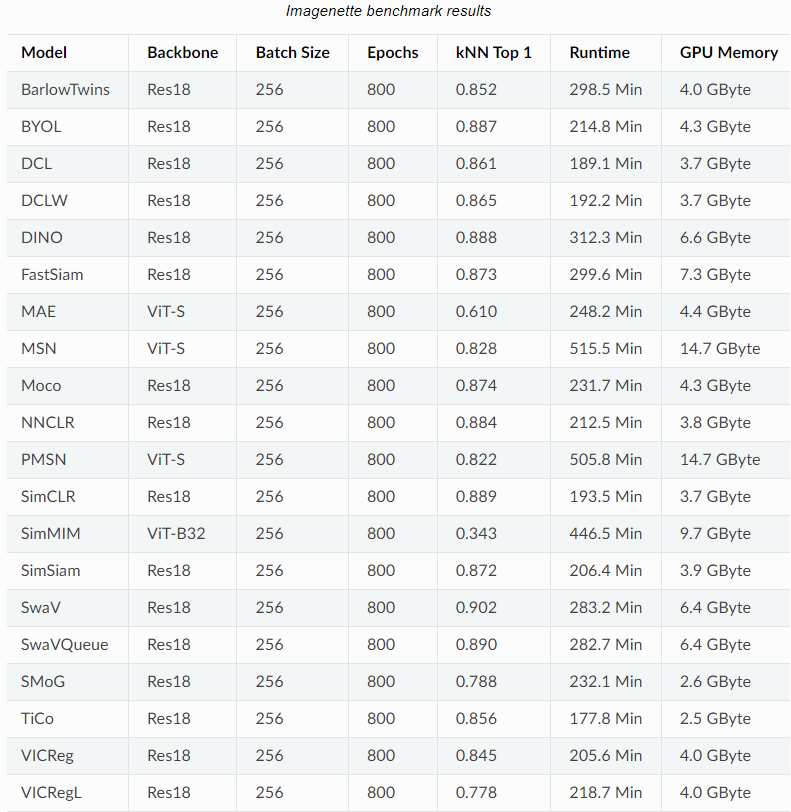 Imagenette benchmark results
Model Backbone Batch Size Epochs kNN Top 1 Runtime GPU Memory
BarlowTwins Res18 256 800 0.852 298.5 Min 4.0 GByte
BYOL Res18 256 800 0.887 214.8 Min 4.3 GByte
DCL Res18 256 800 0.861 189.1 Min 3.7 GByte
DCLW Res18 256 800 0.865 192.2 Min 3.7 GByte
DINO Res18 256 800 0.888 312.3 Min 6.6 GByte
FastSiam Res18 256 800 0.873 299.6 Min 7.3 GByte
MAE ViT-S 256 800 0.610 248.2 Min 4.4 GByte
MSN ViT-S 256 800 0.828 515.5 Min 14.7 GByte
Moco Res18 256 800 0.874 231.7 Min 4.3 GByte
NNCLR Res18 256 800 0.884 212.5 Min 3.8 GByte
PMSN ViT-S 256 800 0.822 505.8 Min 14.7 GByte
SimCLR Res18 256 800 0.889 193.5 Min 3.7 GByte
SimMIM ViT-B32 256 800 0.343 446.5 Min 9.7 GByte
SimSiam Res18 256 800 0.872 206.4 Min 3.9 GByte
SwaV Res18 256 800 0.902 283.2 Min 6.4 GByte
SwaVQueue Res18 256 800 0.890 282.7 Min 6.4 GByte
SMoG Res18 256 800 0.788 232.1 Min 2.6 GByte
TiCo Res18 256 800 0.856 177.8 Min 2.5 GByte
VICReg Res18 256 800 0.845 205.6 Min 4.0 GByte
VICRegL Res18 256 800 0.778 218.7 Min 4.0 GByte